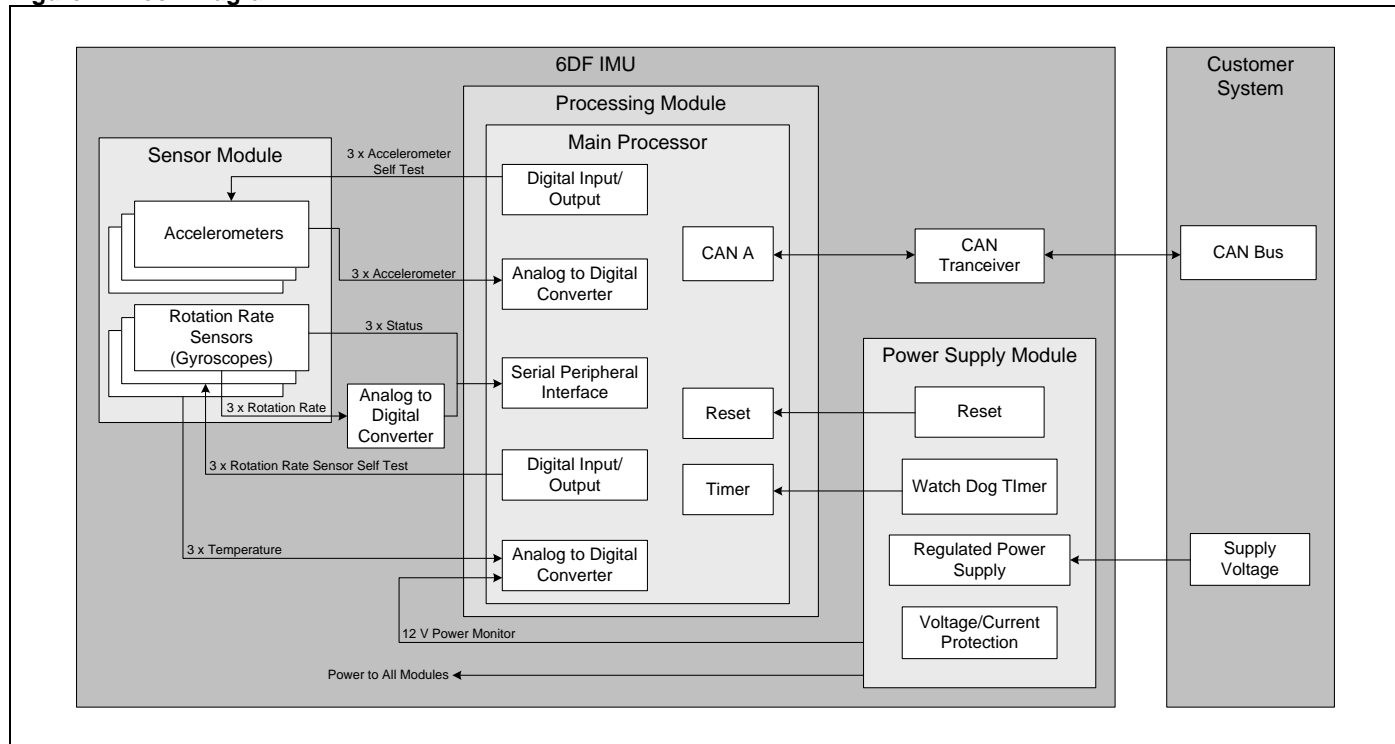 6DF IMU
Customer
System
Processing Module
Main Processor
Sensor Module
3 x Accelerometer
Self Test
Digital Input/
Output
Accelerometers
CAN A
CAN
Tranceiver
CAN Bus
3 x Accelerometer
Analog to Digital
Converter
Rotation Rate
Sensors
(Gyroscopes)
3 x Status
Power Supply Module
Serial Peripheral
Interface
Analog to
Digital
Converter
3 x Rotation Rate
Reset
Reset
3 x Rotation Rate Sensor Self Test
Digital Input/
Output
Timer
Watch Dog TImer
3 x Temperature
Analog to Digital
Converter
Regulated Power
Supply
Supply
Voltage
12 V Power Monitor
Voltage/Current
Protection
Power to All Modules